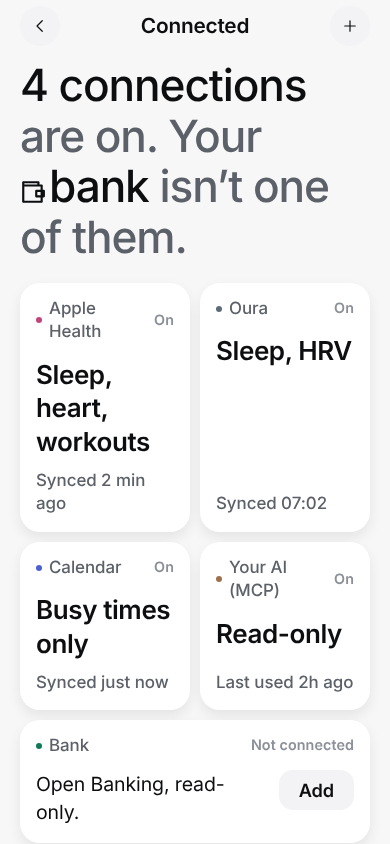 Connected
4 connections
are on. Your
bank isn’t one
of them.
Apple
Health
On
Sleep,
heart,
workouts
Synced 2 min
ago
Oura
On
Sleep, HRV
Synced 07:02
Calendar
On
Busy times
only
Synced just now
Your AI
(MCP)
On
Read-only
Last used 2h ago
Bank
Not connected
Open Banking, read-
only.
Add